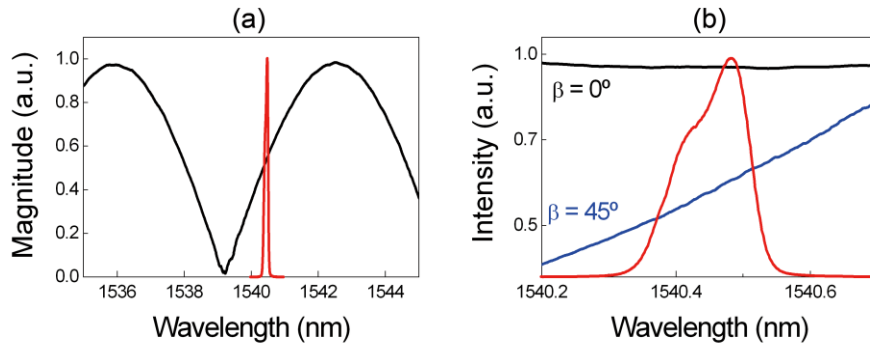 (a)
Magnitude (a.u.)
1.0
0.8
0.6
0.4
0.2
0.0
1536 1538 1540 1542 1544
Wavelength (nm)
(b)
Intensity (a.u.)
1.0
0.7
0.5
β = 0º
β = 45º
1540.2 1540.4 1540.6
Wavelength (nm)